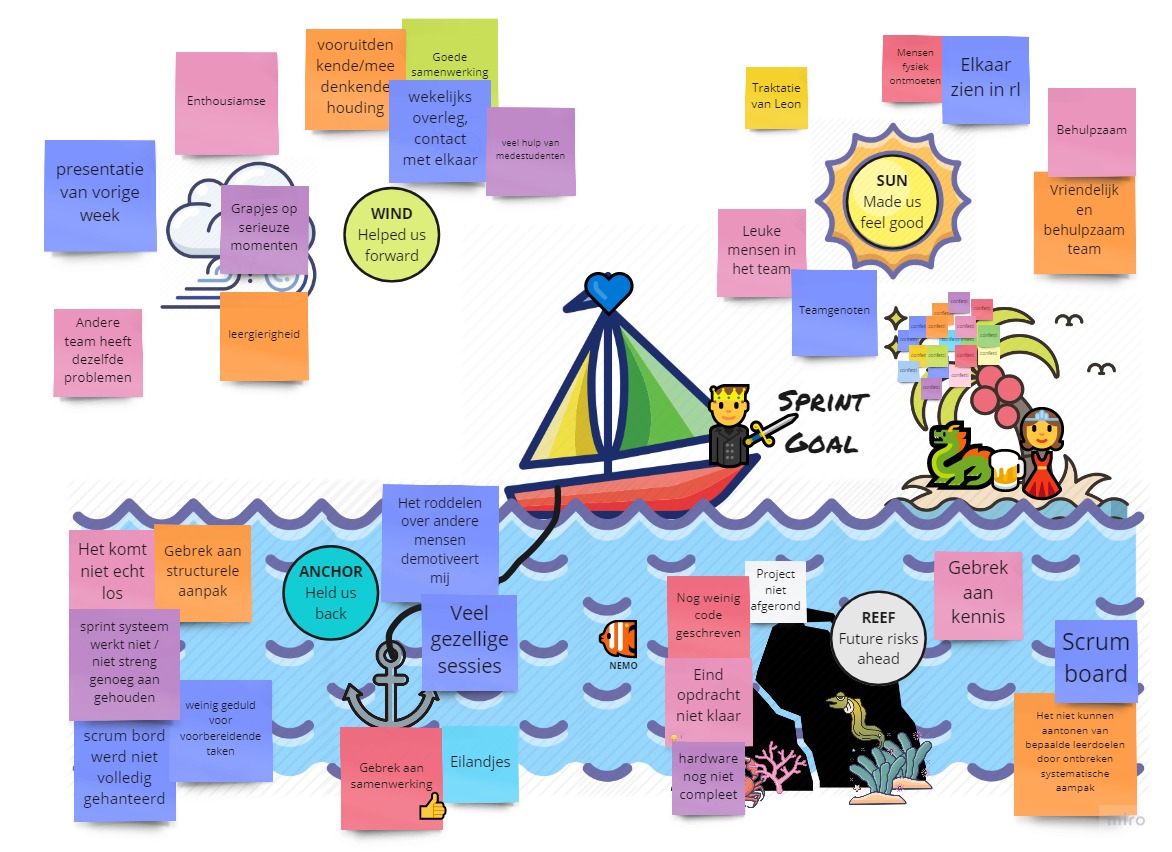 Enthousiamse
vooruitden
kende/mee
denkende
houding
Goede
samenwerking
wekelijks
overleg,
contact
met elkaar
veel hulp van
medestudenten
presentatie
van vorige
week
Grapjes op
serieuze
momenten
WIND
Helped us
forward
Andere
team heeft
dezelfde
problemen
leergierigheid
Traktatie
van Leon
Mensen
fysiek
ontmoeten
Elkaar
zien in rl
Behulpzaam
SUN
Made us
feel good
Vriendelijk
en
behulpzaam
team
Leuke
mensen in
het team
Teamgenoten
confetti
confetti
confetti
confetti
confetti
confetti
confetti
SPRINT
GOAL
Het komt
niet echt
los
Gebrek aan
structurele
aanpak
ANCHOR
Held us
back
Het roddelen
over andere
mensen
demotiveert
mij
Veel
gezellige
sessies
sprint systeem
werkt niet /
niet streng
genoeg aan
gehouden
weinig geduld
voor
voorbereidende
taken
scrum bord
werd niet
volledig
gehanteerd
Gebrek aan
samenwerking
Eilandjes
NEMO
Nog weinig
code
geschreven
Project
niet
afgerond
REEF
Future risks
ahead
Gebrek
aan
kennis
Eind
opdracht
niet klaar
hardware
nog niet
compleet
Scrum
board
Het niet kunnen
aantonen van
bepaalde leerdoelen
door ontbreken
systematische
aampak
miro